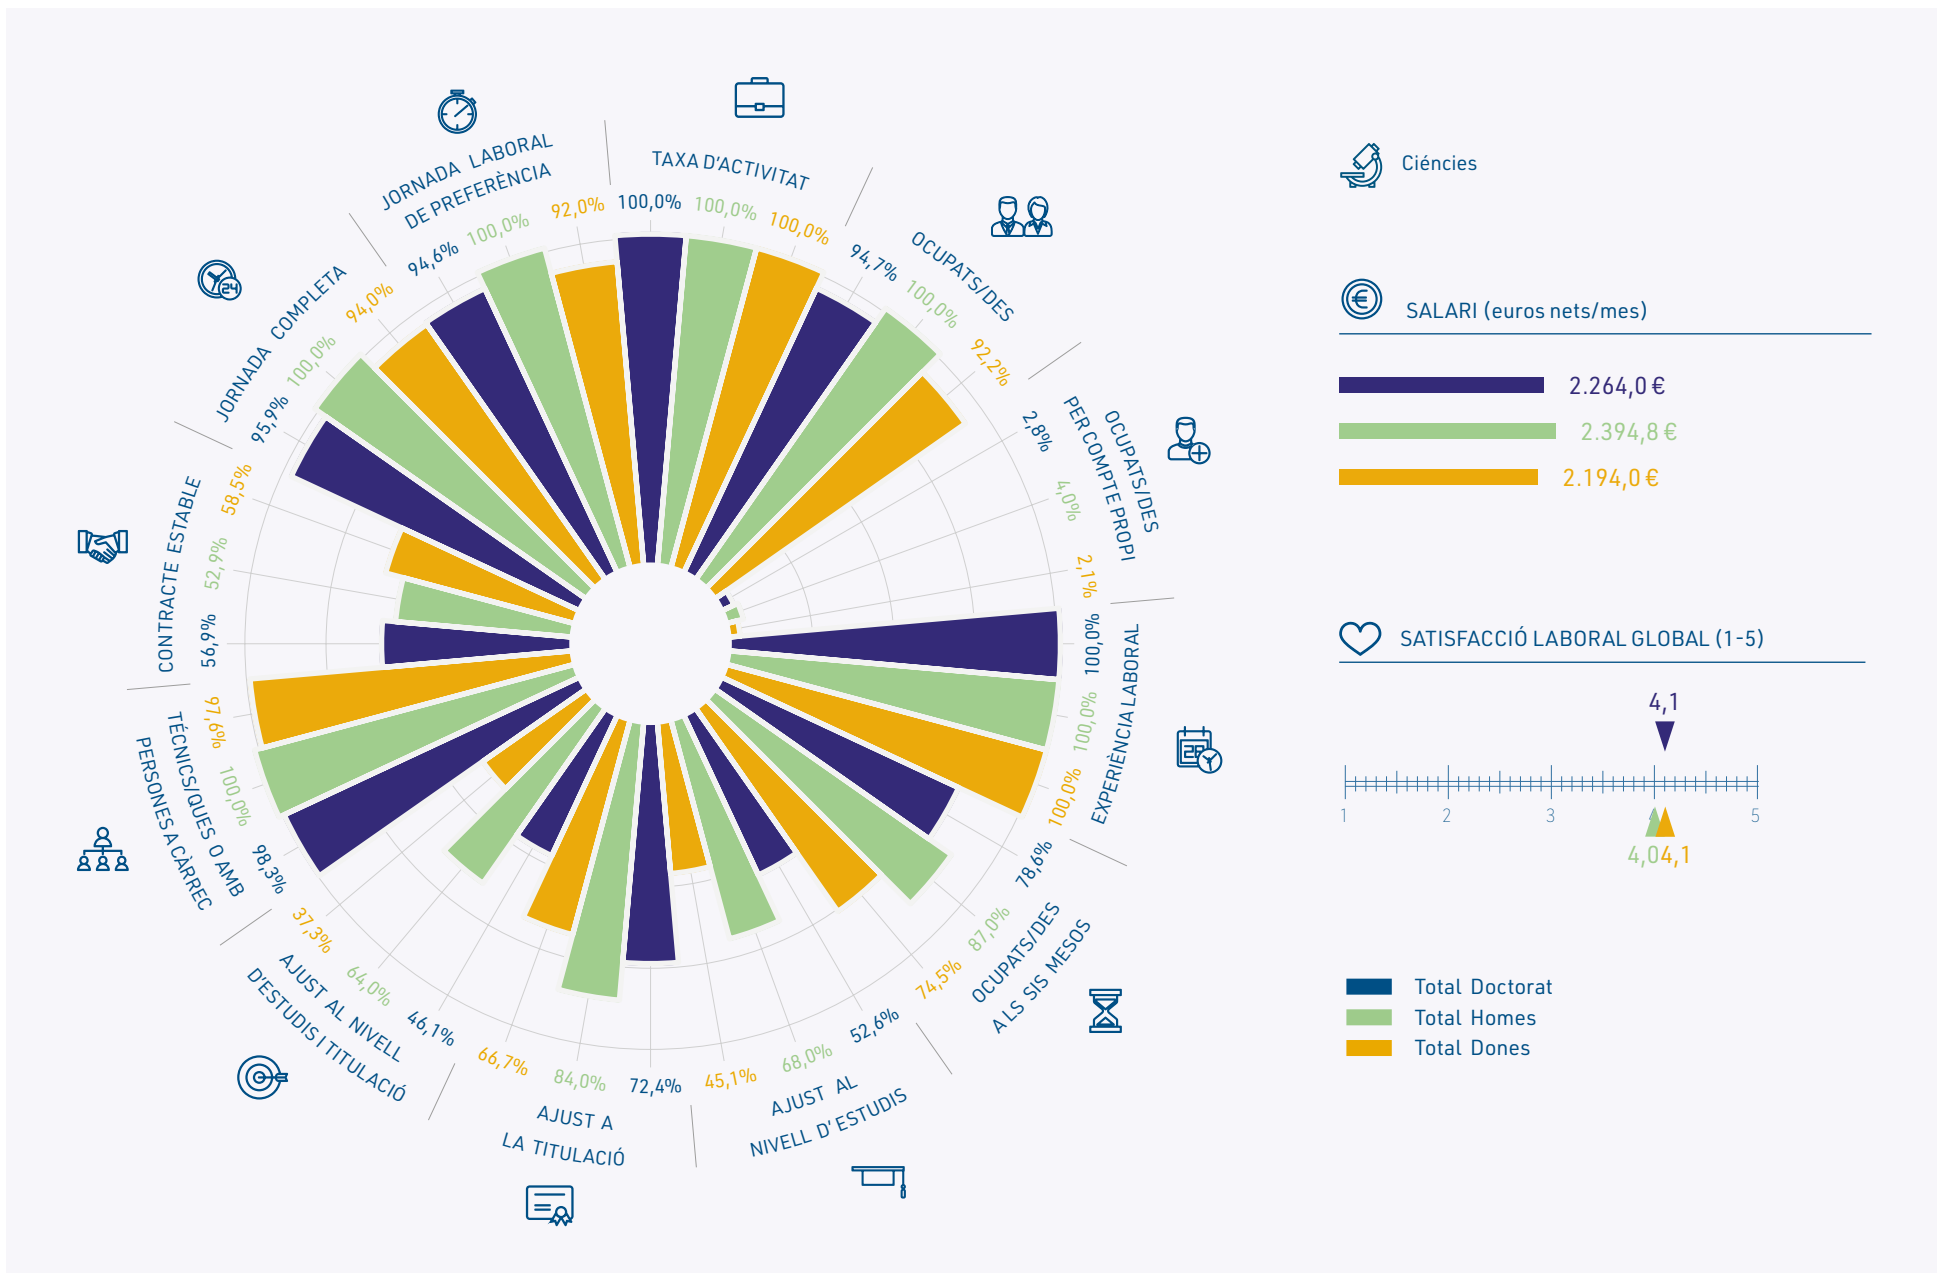 TAXA D'ACTIVITAT
100,0%
100,0%
100,0%
OCUPATS/DES
94,7%
100,0%
92,2%
OCUPATS/DES
PER COMPTE PROPI
2,8%
4,0%
2,1%
EXPERIÈNCIA LABORAL
100,0%
100,0%
100,0%
OCUPATS/DES
ALS SIS MESOS
78,6%
87,0%
74,5%
AJUST AL
NIVELL D'ESTUDIS
52,6%
68,0%
45,1%
AJUST A
LA TITULACIÓ
72,4%
84,0%
66,7%
AJUST AL NIVELL
D'ESTUDIS I TITULACIÓ
46,1%
64,0%
37,3%
TÉCNICS/QUES O AMB
PERSONES A CÀRREC
98,3%
100,0%
97,6%
CONTRACTE ESTABLE
56,9%
52,9%
58,5%
JORNADA COMPLETA
95,9%
100,0%
94,0%
24
JORNADA LABORAL
DE PREFERÈNCIA
94,6%
100,0%
92,0%
Ciéncies
SALARI (euros nets/mes)
2.264,0 €
2.394,8 €
2.194,0 €
SATISFACCIÓ LABORAL GLOBAL (1-5)
4,1
1 2 3 4 5
4,0 4,1
Total Doctorat
Total Homes
Total Dones